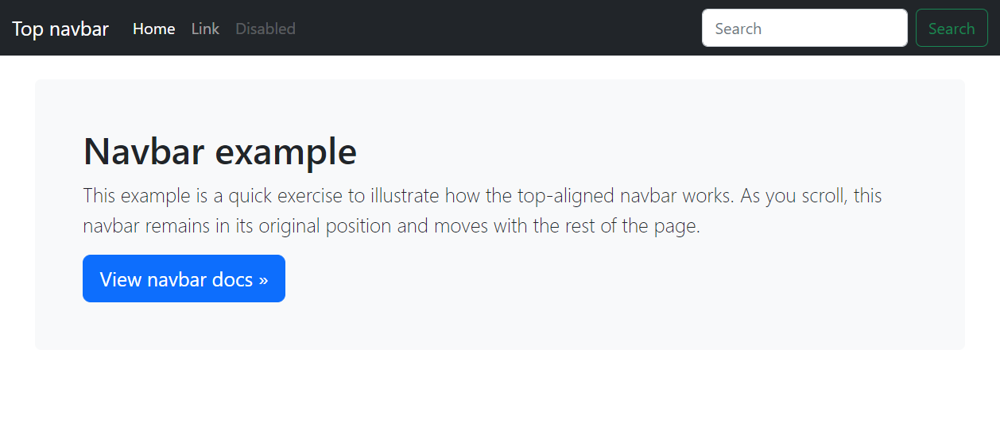 Top navbar Home Link Disabled Search Search
Navbar example
This example is a quick exercise to illustrate how the top-aligned navbar works. As you scroll, this
navbar remains in its original position and moves with the rest of the page.
View navbar docs »